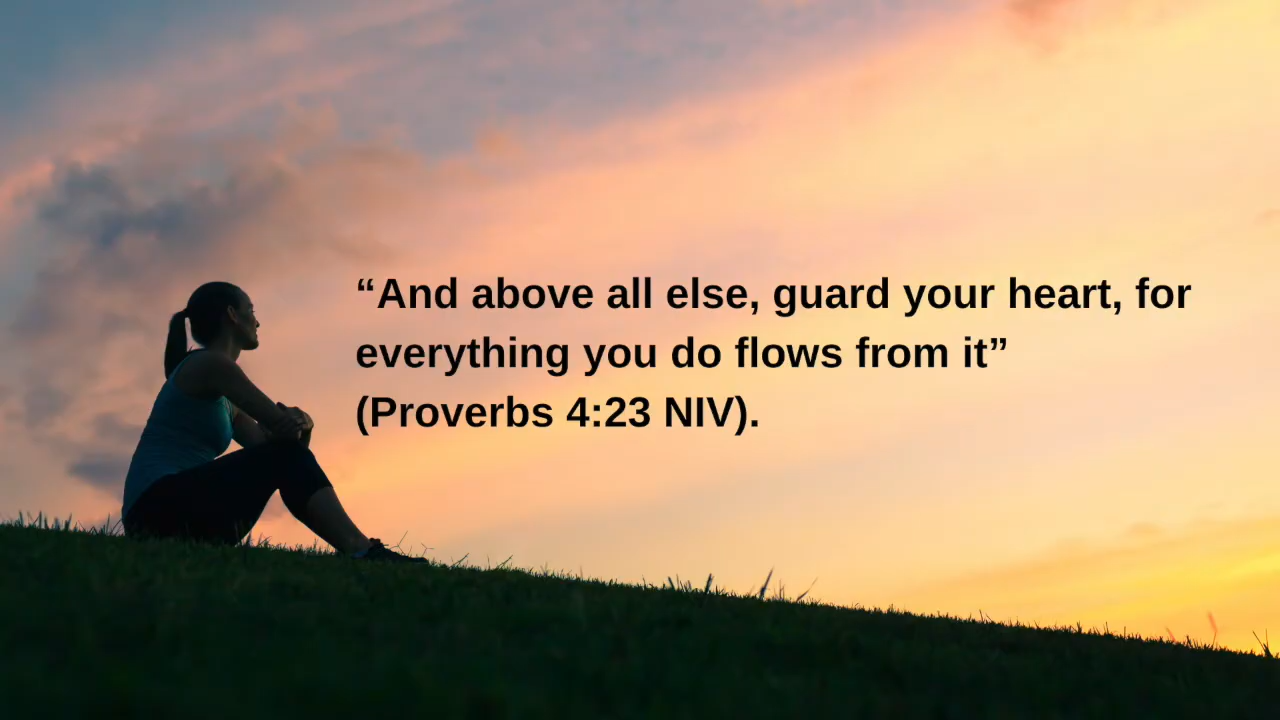 “And above all else, guard your heart, for
everything you do flows from it”
(Proverbs 4:23 NIV).